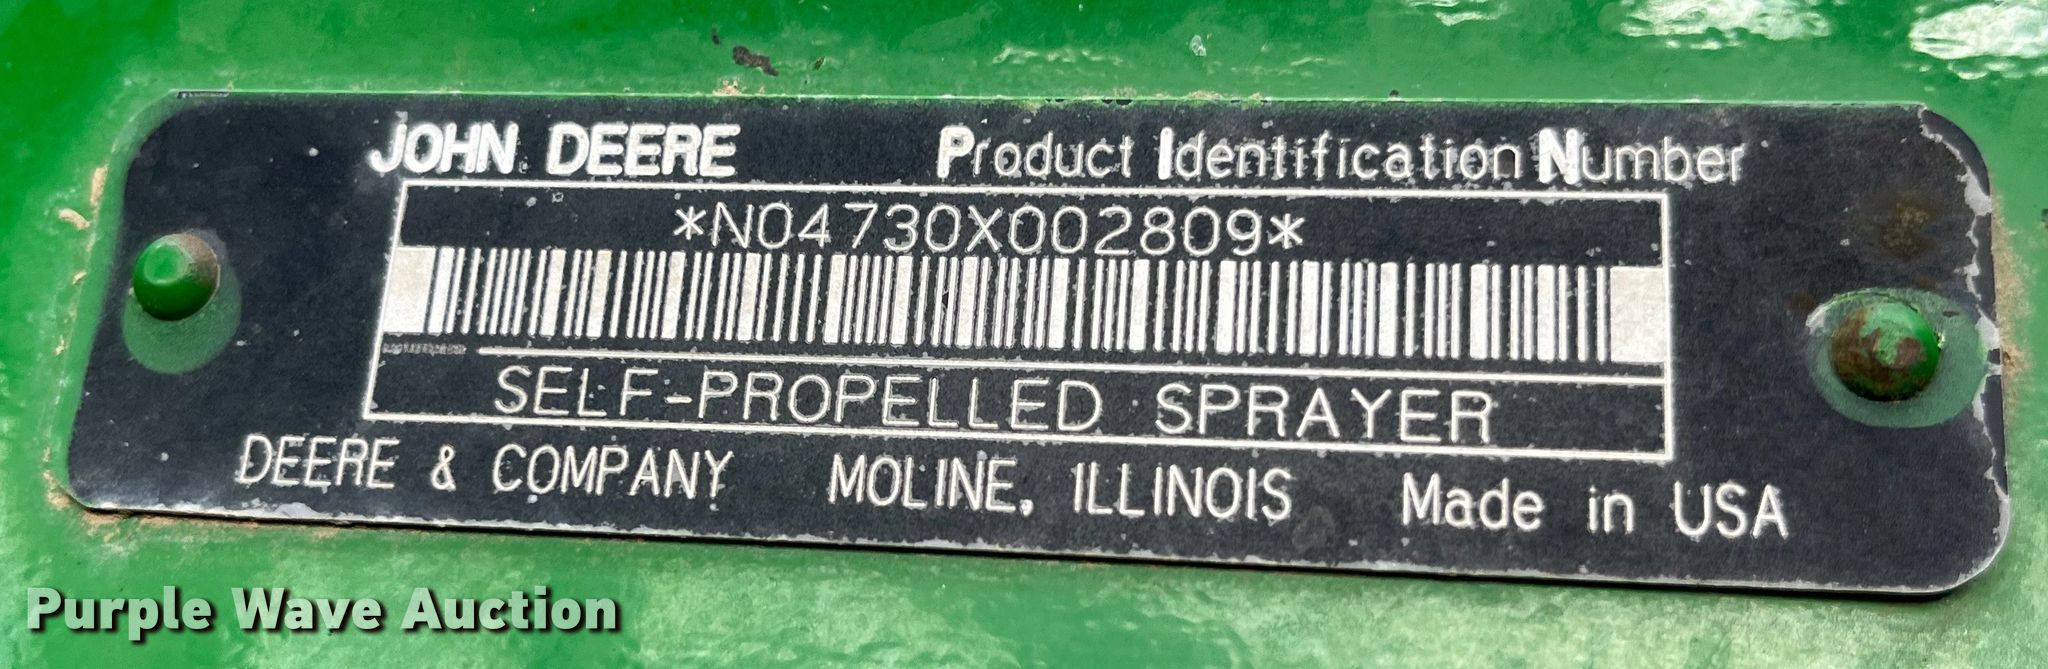 JOHN DEERE Product Identification Number
*N04730X002809*
SELF-PROPELLED SPRAYER
DEERE & COMPANY MOLINE, ILLINOIS Made in USA
Purple Wave Auction